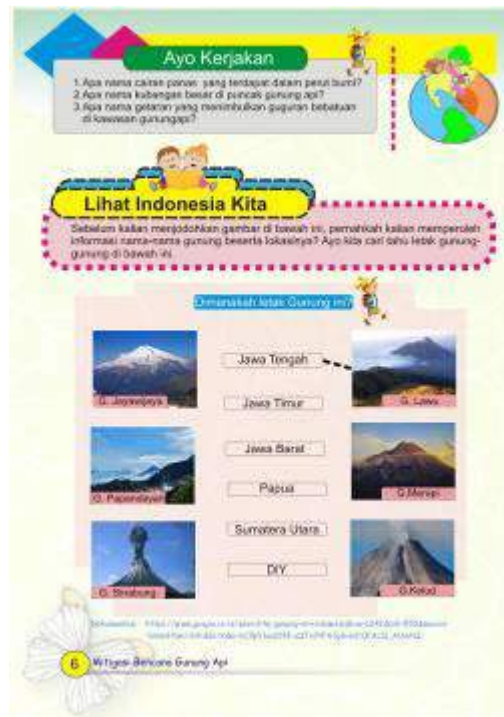 Ayo Kerjakan
1. Apa nama cairan panas yang terdapat dalam perut bumi?
2. Apa nama kubangan besar di puncak gunung api?
3. Apa nama getaran yang menimbulkan guguran bebatuan
di kawasan gunungapi?
Lihat Indonesia Kita
Sebelum kalian menjodohkan gambar di bawah ini, pernahkah kalian memperoleh
informasi nama-nama gunung beserta lokasinya? Ayo kita cari tahu letak gunung-
gunung di bawah ini.
Dimanakah letak Gunung ini?
Jawa Tengah
G. Jayawijaya
G. Lawu
Jawa Timur
Jawa Barat
Papua
G. Papandayan
G.Merapi
Sumatera Utara
DIY
G. Sinabung
G.Kelud
6 Mitigasi Bencana Gunung Api